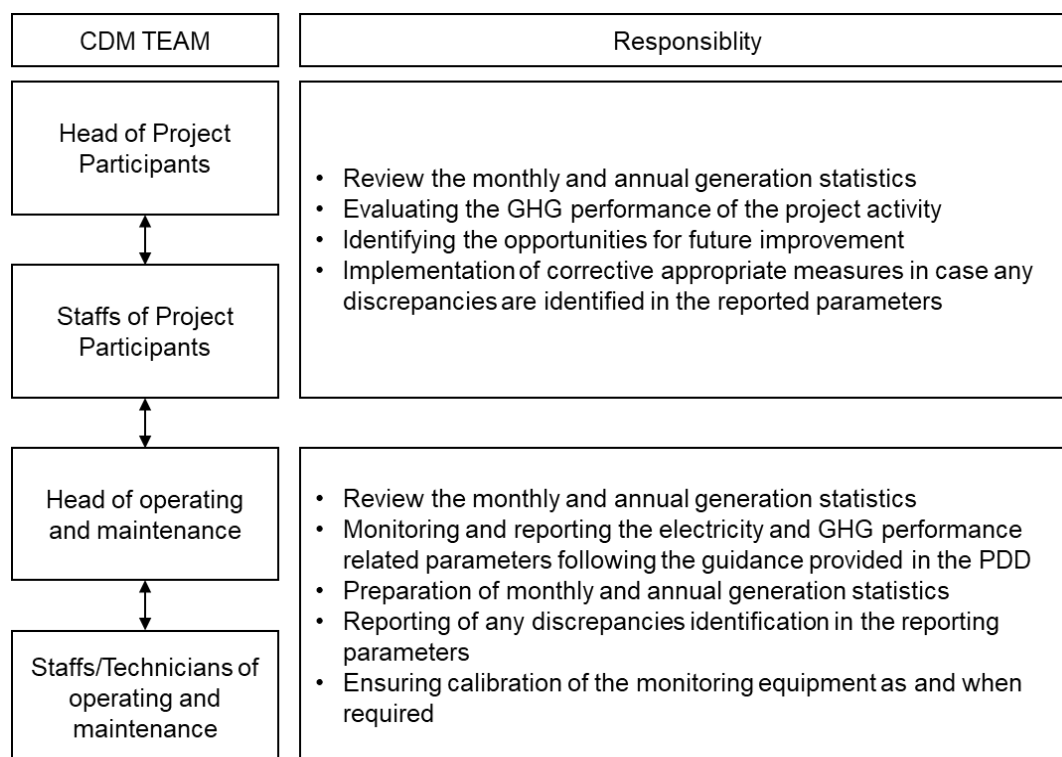 CDM TEAM
Responsiblity
Head of Project
Participants
Staffs of Project
Participants
• Review the monthly and annual generation statistics
• Evaluating the GHG performance of the project activity
• Identifying the opportunities for future improvement
• Implementation of corrective appropriate measures in case any
discrepancies are identified in the reported parameters
Head of operating
and maintenance
Staffs/Technicians of
operating and
maintenance
• Review the monthly and annual generation statistics
• Monitoring and reporting the electricity and GHG performance
related parameters following the guidance provided in the PDD
• Preparation of monthly and annual generation statistics
• Reporting of any discrepancies identification in the reporting
parameters
• Ensuring calibration of the monitoring equipment as and when
required